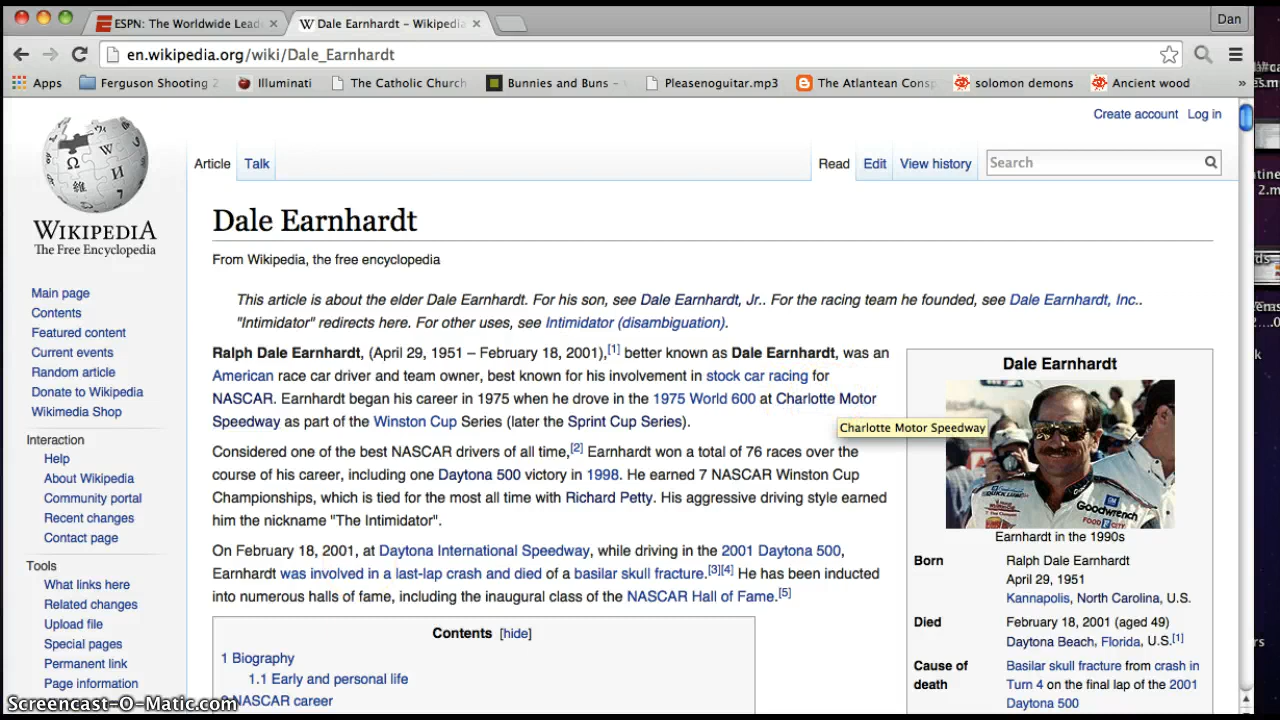 ESPN: The Worldwide Lead
Dale Earnhardt – Wikipedi
Dan
en.wikipedia.org/wiki/Dale_Earnhardt
Apps
Ferguson Shooting 2
Illuminati
The Catholic Church
Bunnies and Buns –
Pleasenoguitar.mp3
The Atlantean Consp
solomon demons
Ancient wood
»
Create account Log in
WIKIPEDIA
The Free Encyclopedia
Article Talk
Read Edit View history Search
Dale Earnhardt
From Wikipedia, the free encyclopedia
This article is about the elder Dale Earnhardt. For his son, see Dale Earnhardt, Jr.. For the racing team he founded, see Dale Earnhardt, Inc..
"Intimidator" redirects here. For other uses, see Intimidator (disambiguation).
Ralph Dale Earnhardt, (April 29, 1951 – February 18, 2001),[1] better known as Dale Earnhardt, was an
American race car driver and team owner, best known for his involvement in stock car racing for
NASCAR. Earnhardt began his career in 1975 when he drove in the 1975 World 600 at Charlotte Motor
Speedway as part of the Winston Cup Series (later the Sprint Cup Series).
Charlotte Motor Speedway
Considered one of the best NASCAR drivers of all time,[2] Earnhardt won a total of 76 races over the
course of his career, including one Daytona 500 victory in 1998. He earned 7 NASCAR Winston Cup
Championships, which is tied for the most all time with Richard Petty. His aggressive driving style earned
him the nickname "The Intimidator".
On February 18, 2001, at Daytona International Speedway, while driving in the 2001 Daytona 500,
Earnhardt was involved in a last-lap crash and died of a basilar skull fracture.[3][4] He has been inducted
into numerous halls of fame, including the inaugural class of the NASCAR Hall of Fame.[5]
Contents [hide]
1 Biography
1.1 Early and personal life
2 NASCAR career
Main page
Contents
Featured content
Current events
Random article
Donate to Wikipedia
Wikimedia Shop
Interaction
Help
About Wikipedia
Community portal
Recent changes
Contact page
Tools
What links here
Related changes
Upload file
Special pages
Permanent link
Page information
Dale Earnhardt
Goodwrench
FOOD CITY
Earnhardt in the 1990s
Born Ralph Dale Earnhardt
April 29, 1951
Kannapolis, North Carolina, U.S.
Died February 18, 2001 (aged 49)
Daytona Beach, Florida, U.S.[1]
Cause of Basilar skull fracture from crash in
death Turn 4 on the final lap of the 2001
Daytona 500
Screencast-O-Matic.com